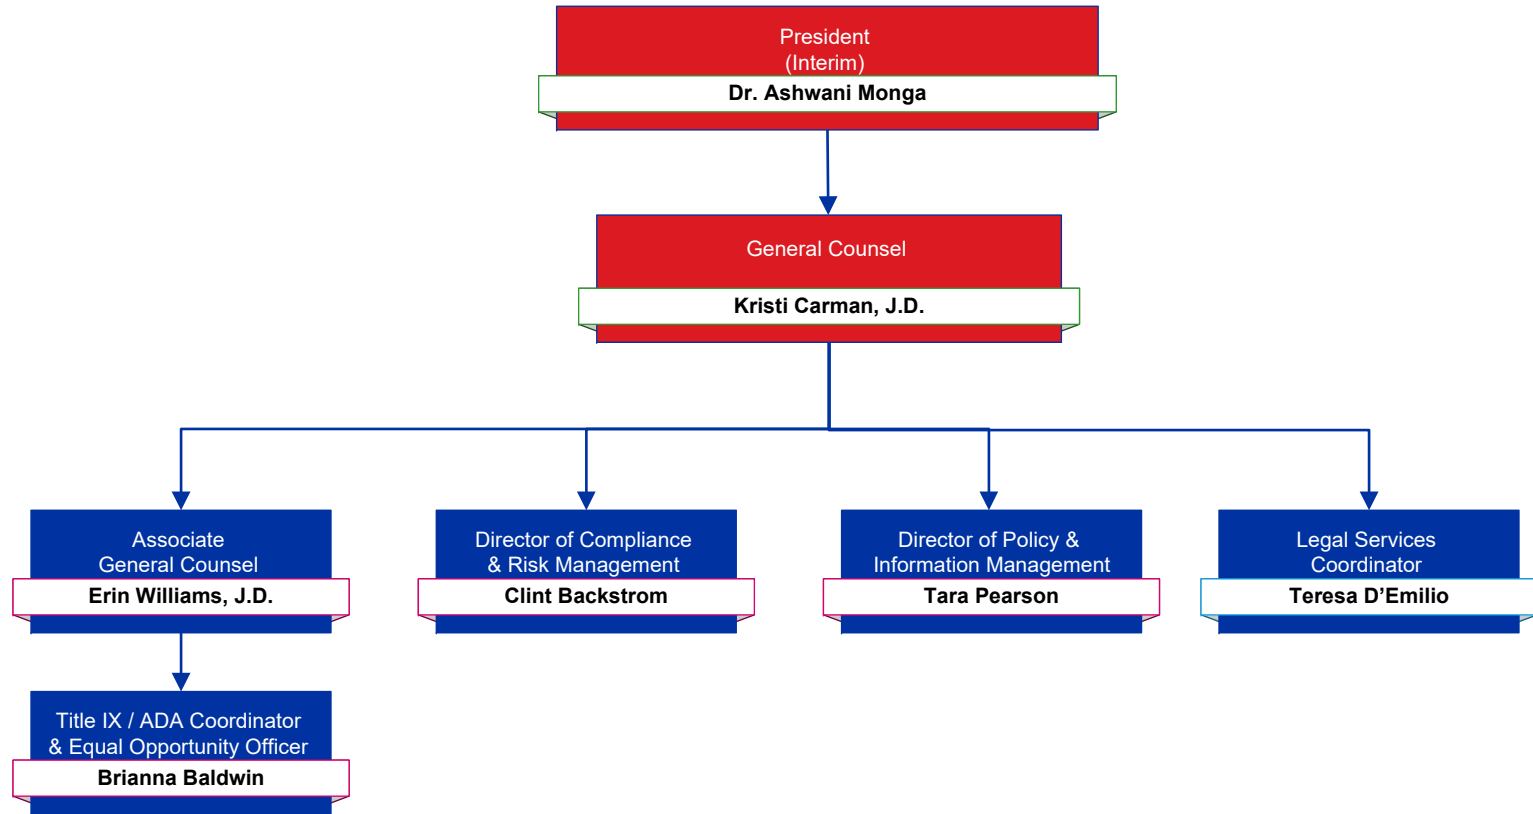 President
(Interim)
Dr. Ashwani Monga
General Counsel
Kristi Carman, J.D.
Associate
General Counsel
Erin Williams, J.D.
Director of Compliance
& Risk Management
Clint Backstrom
Director of Policy &
Information Management
Tara Pearson
Legal Services
Coordinator
Teresa D’Emilio
Title IX / ADA Coordinator
& Equal Opportunity Officer
Brianna Baldwin